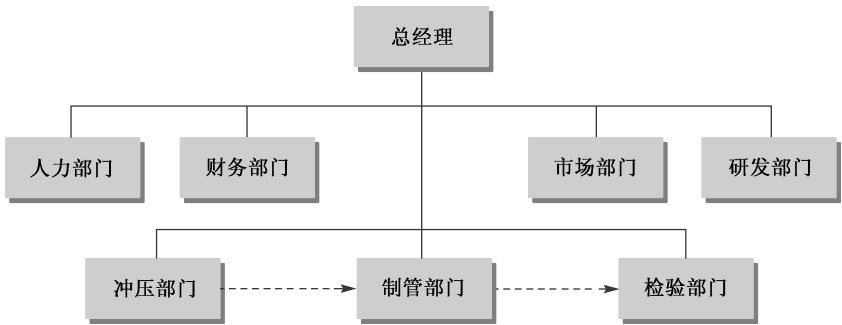 总经理
人力部门
财务部门
市场部门
研发部门
冲压部门
制管部门
检验部门